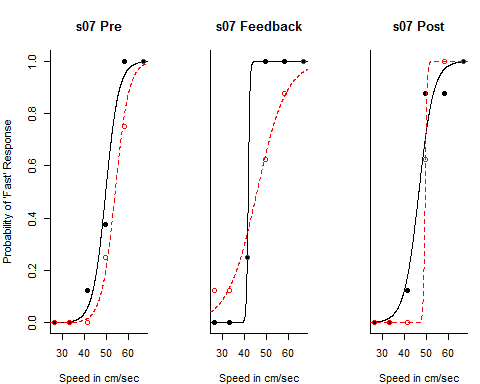 s07 Pre
s07 Feedback
s07 Post
Probability of 'Fast' Response
0.0 0.2 0.4 0.6 0.8 1.0
30 40 50 60
30 40 50 60
30 40 50 60
Speed in cm/sec
Speed in cm/sec
Speed in cm/sec